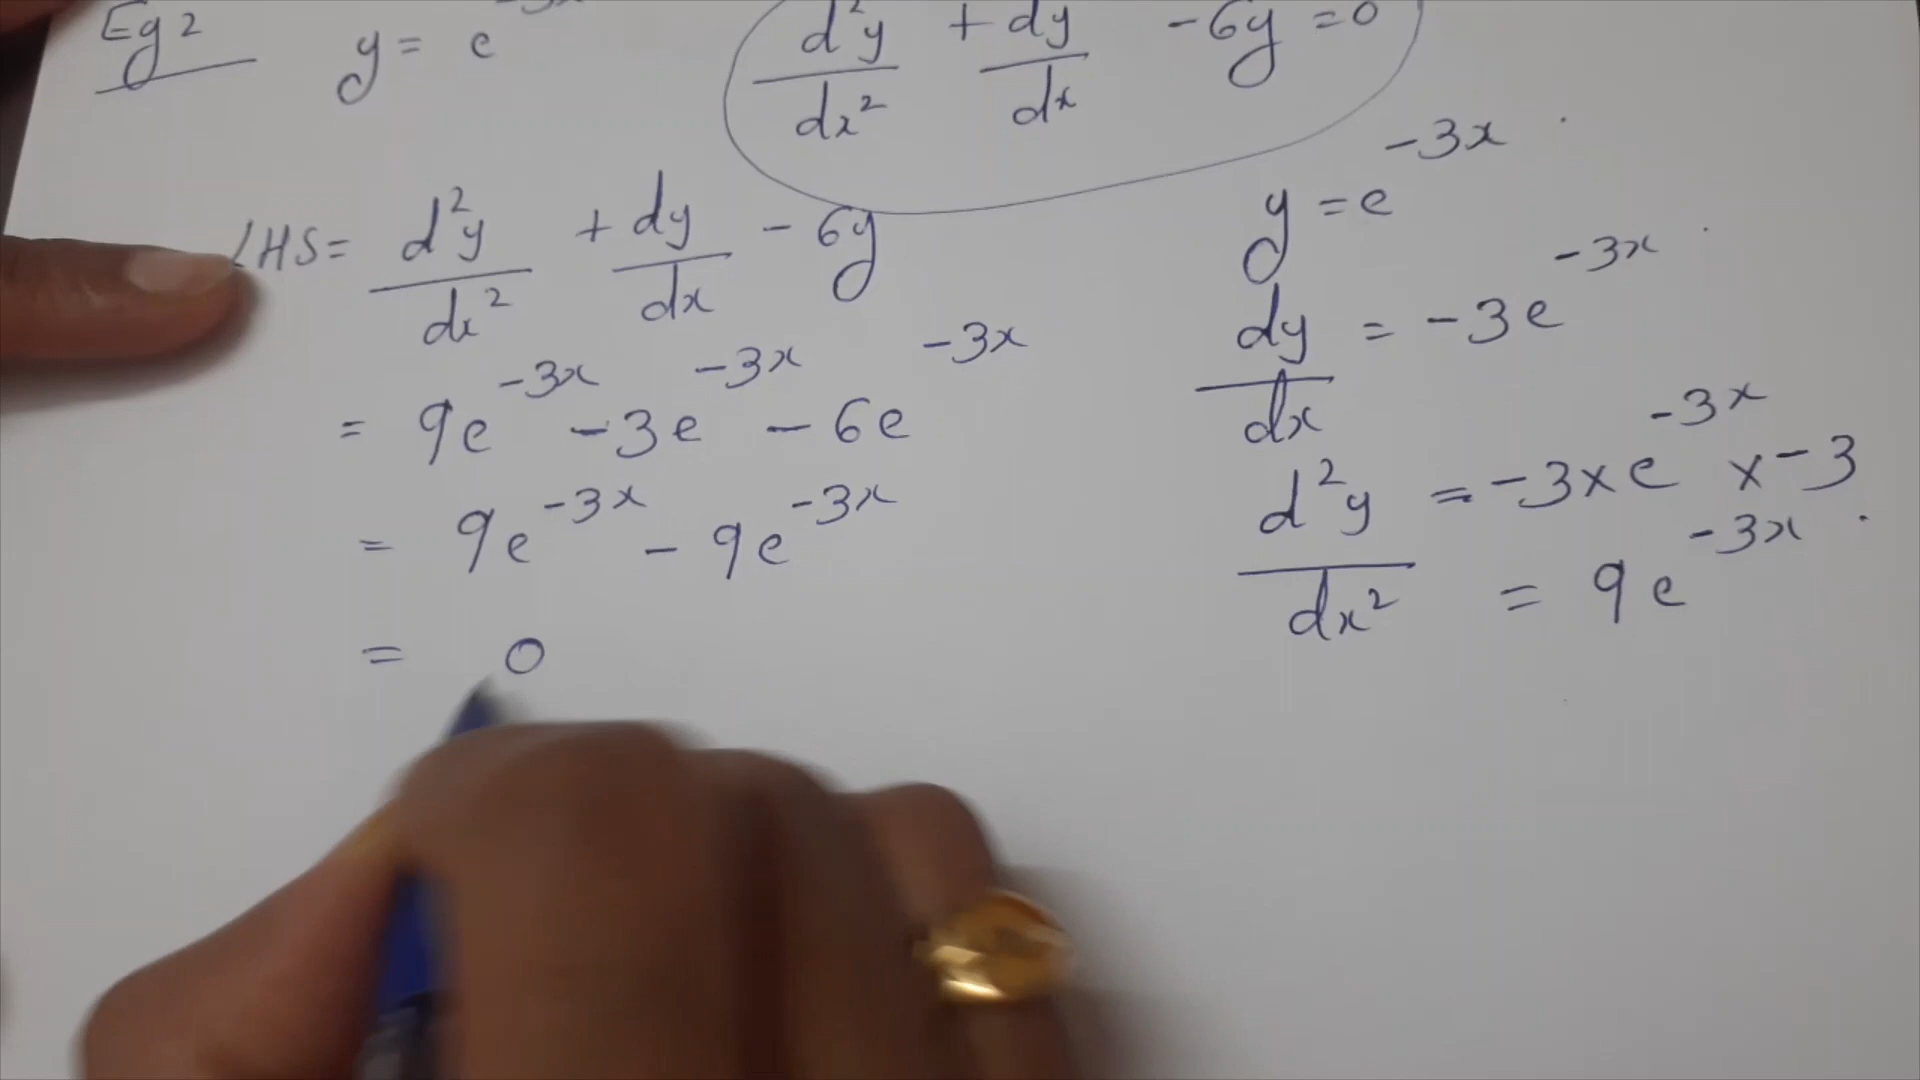 Eg 2 y = e^{-3x} d²y/dx² + dy/dx - 6y = 0
LHS = d²y/dx² + dy/dx - 6y
= 9e^{-3x} - 3e^{-3x} - 6e^{-3x}
= 9e^{-3x} - 9e^{-3x}
= 0
y = e^{-3x}
dy/dx = -3e^{-3x}
d²y/dx² = -3×e^{-3x} × -3
= 9e^{-3x}